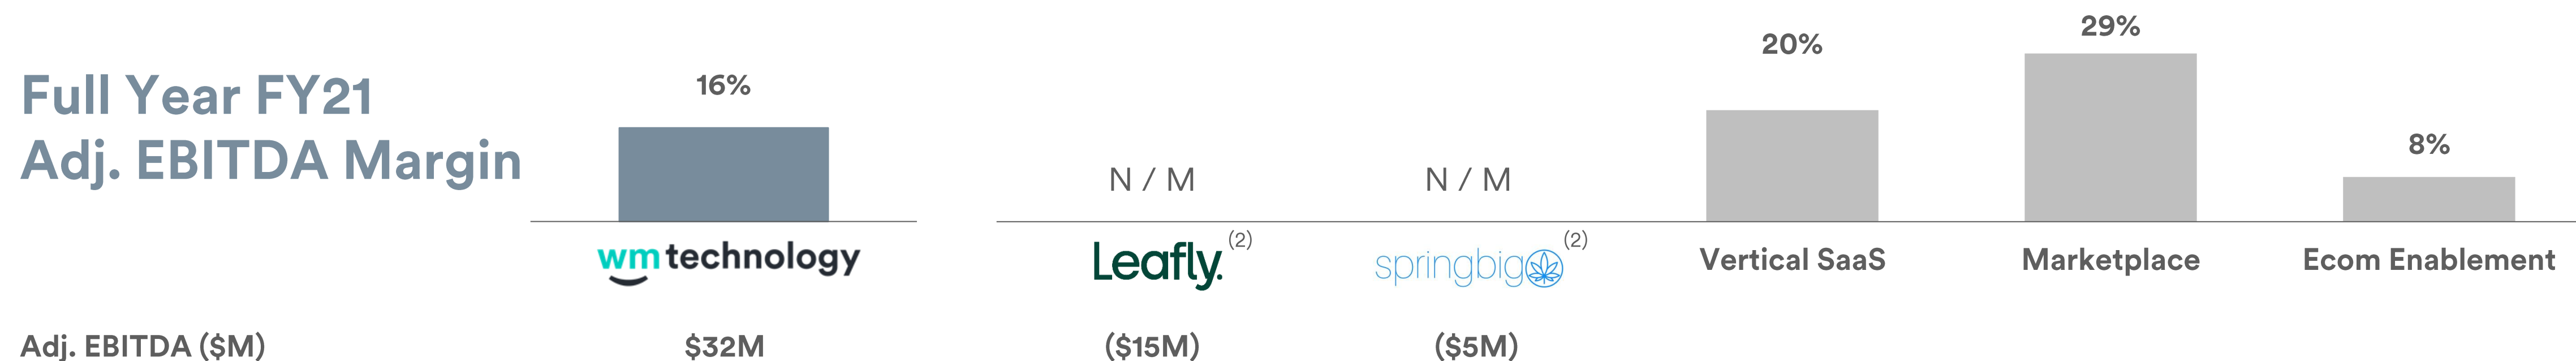 Full Year FY21
Adj. EBITDA Margin
16%
N / M
N / M
20%
29%
8%
wm technology
Leafly. (2)
springbig (2)
Vertical SaaS
Marketplace
Ecom Enablement
Adj. EBITDA ($M)
$32M
($15M)
($5M)